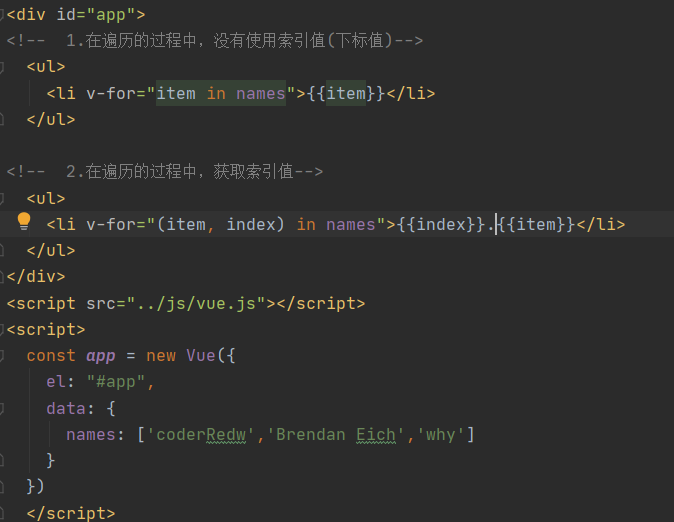 <div id="app">
<!--  1.在遍历的过程中，没有使用索引值(下标值)-->
<ul>
<li v-for="item in names">{{item}}</li>
</ul>
<!--  2.在遍历的过程中，获取索引值-->
<ul>
<li v-for="(item, index) in names">{{index}}.{{item}}</li>
</ul>
</div>
<script src="../js/vue.js"></script>
<script>
const app = new Vue({
el: "#app",
data: {
names: ['coderRedw','Brendan Eich','why']
}
})
</script>